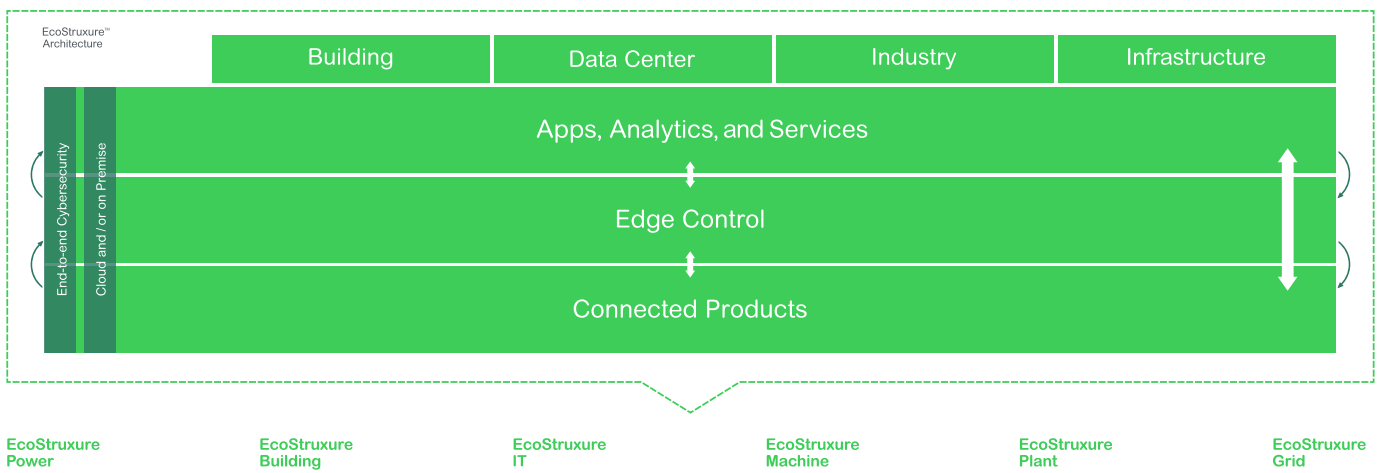 EcoStruxure™
Architecture
Building
Data Center
Industry
Infrastructure
End-to-end Cybersecurity
Cloud and / or on Premise
Apps, Analytics, and Services
Edge Control
Connected Products
EcoStruxure
Power
EcoStruxure
Building
EcoStruxure
IT
EcoStruxure
Machine
EcoStruxure
Plant
EcoStruxure
Grid